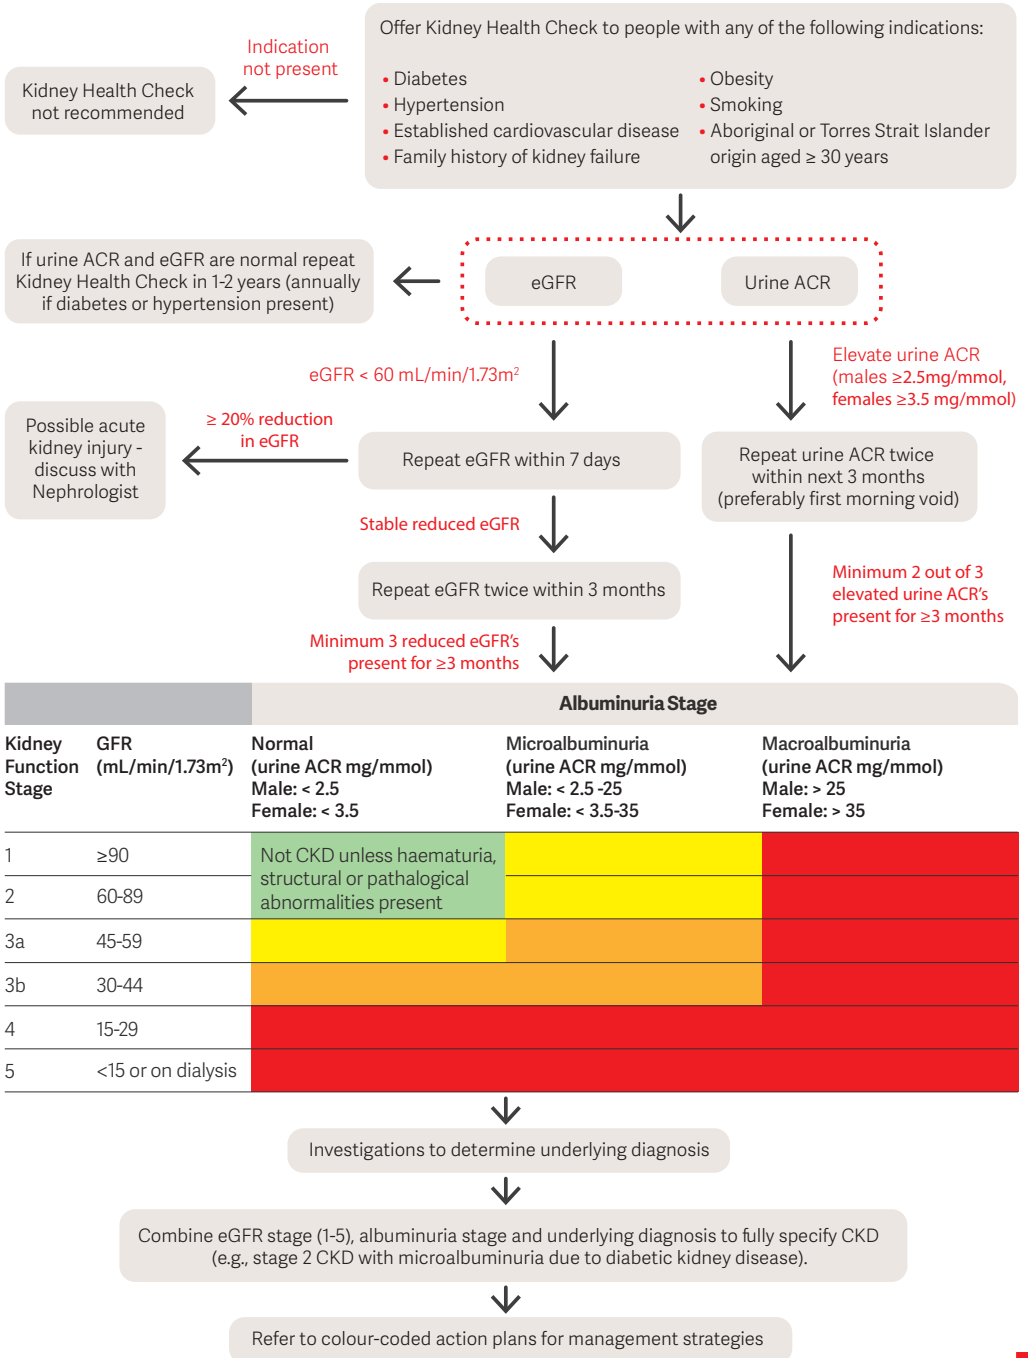 Offer Kidney Health Check to people with any of the following indications:
• Diabetes
• Hypertension
• Established cardiovascular disease
• Family history of kidney failure
• Obesity
• Smoking
• Aboriginal or Torres Strait Islander
origin aged ≥ 30 years
Indication
not present
Kidney Health Check
not recommended
If urine ACR and eGFR are normal repeat
Kidney Health Check in 1-2 years (annually
if diabetes or hypertension present)
eGFR
Urine ACR
eGFR < 60 mL/min/1.73m²
Elevate urine ACR
(males ≥2.5mg/mmol,
females ≥3.5 mg/mmol)
Possible acute
kidney injury -
discuss with
Nephrologist
≥ 20% reduction
in eGFR
Repeat eGFR within 7 days
Repeat urine ACR twice
within next 3 months
(preferably first morning void)
Stable reduced eGFR
Repeat eGFR twice within 3 months
Minimum 2 out of 3
elevated urine ACR's
present for ≥3 months
Minimum 3 reduced eGFR's
present for ≥3 months
Albuminuria Stage
Kidney
Function
Stage
GFR
(mL/min/1.73m²)
Normal
(urine ACR mg/mmol)
Male: < 2.5
Female: < 3.5
Microalbuminuria
(urine ACR mg/mmol)
Male: < 2.5 -25
Female: < 3.5-35
Macroalbuminuria
(urine ACR mg/mmol)
Male: > 25
Female: > 35
1 ≥90
2 60-89
Not CKD unless haematuria,
structural or pathalogical
abnormalities present
3a 45-59
3b 30-44
4 15-29
5 <15 or on dialysis
Investigations to determine underlying diagnosis
Combine eGFR stage (1-5), albuminuria stage and underlying diagnosis to fully specify CKD
(e.g., stage 2 CKD with microalbuminuria due to diabetic kidney disease).
Refer to colour-coded action plans for management strategies